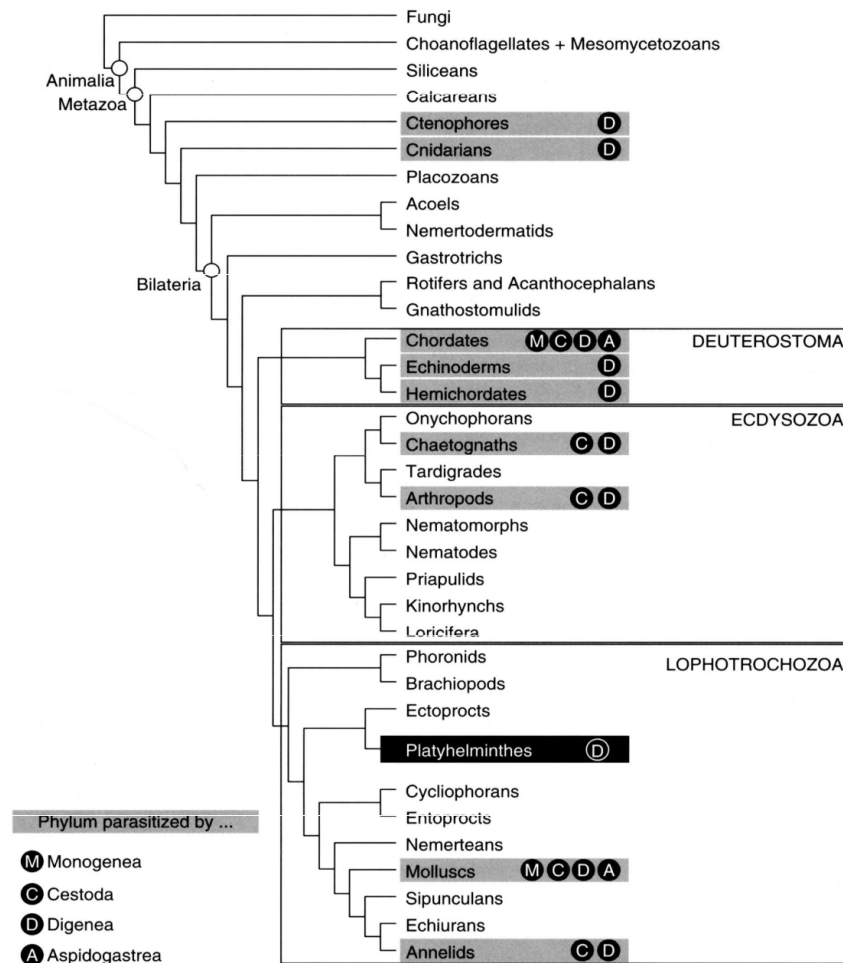 Fungi
Choanoflagellates + Mesomycetozoans
Animalia
Siliceans
Metazoa
Calcareans
Ctenophores D
Cnidarians D
Placozoans
Acoels
Nemertodermatids
Gastrotrichs
Bilateria
Rotifers and Acanthocephalans
Gnathostomulids
Chordates M C D A DEUTEROSTOMA
Echinoderms D
Hemichordates D
Onychophorans ECDYSOZOA
Chaetognaths C D
Tardigrades
Arthropods C D
Nematomorphs
Nematodes
Priapulids
Kinorhynchs
Loricifera
Phoronids LOPHOTROCHOZOA
Brachiopods
Ectoprocts
Platyhelminthes D
Cycliophorans
Entoprocts
Nemerteans
Molluscs M C D A
Sipunculans
Echiurans
Annelids C D
Phylum parasitized by ...
M Monogenea
C Cestoda
D Digenea
A Aspidogastrea